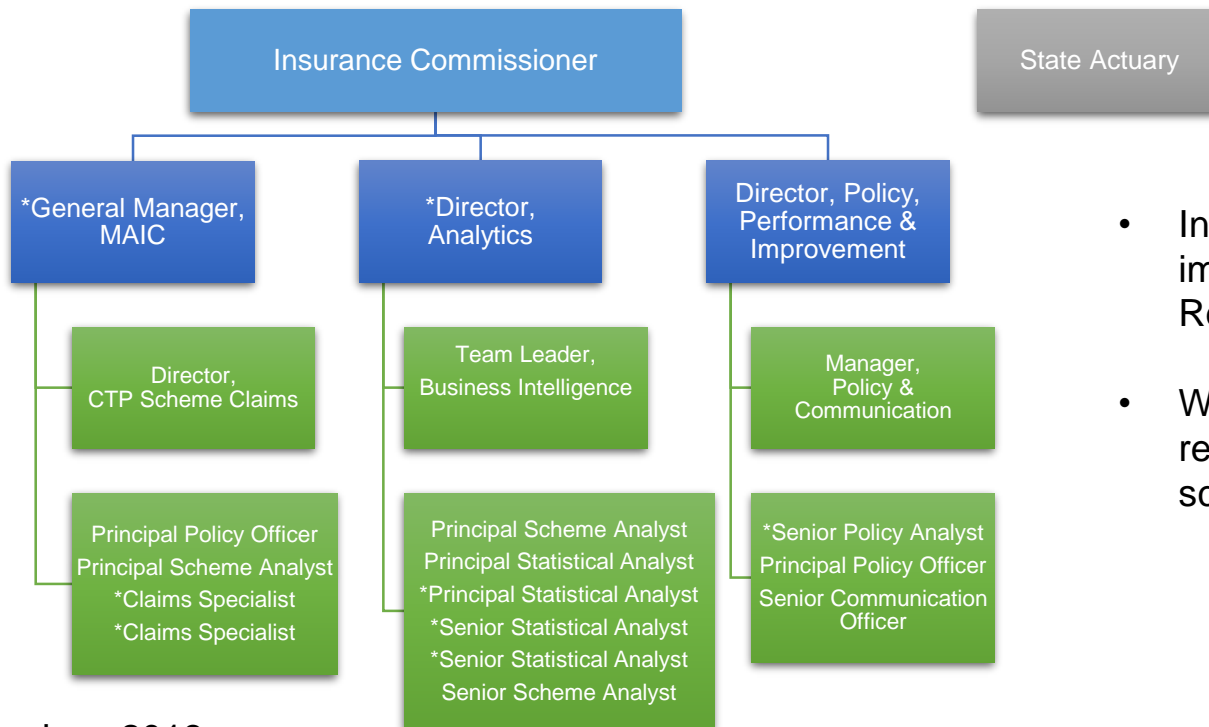 Insurance Commissioner
State Actuary
*General Manager,
MAIC
*Director,
Analytics
Director, Policy,
Performance &
Improvement
Director,
CTP Scheme Claims
Team Leader,
Business Intelligence
Manager,
Policy &
Communication
Principal Policy Officer
Principal Scheme Analyst
*Claims Specialist
*Claims Specialist
Principal Scheme Analyst
Principal Statistical Analyst
*Principal Statistical Analyst
*Senior Statistical Analyst
*Senior Statistical Analyst
Senior Scheme Analyst
*Senior Policy Analyst
Principal Policy Officer
Senior Communication
Officer
•
•